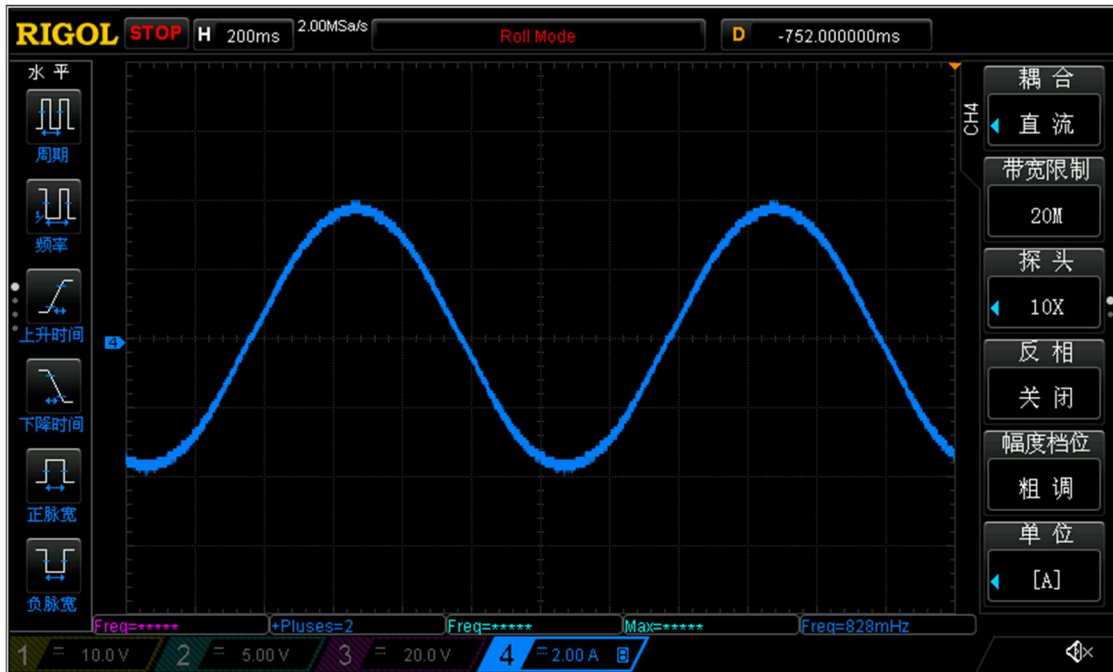 RIGOL STOP H 200ms 2.00MSa/s Roll Mode D -752.000000ms
水平
周期
频率
上升时间
下降时间
正脉宽
负脉宽
4
CH4
耦合
直流
带宽限制
20M
探头
10X
反相
关闭
幅度档位
粗调
单位
[A]
Freq=***** +Pluses=2 Freq=***** Max=***** Freq=828mHz
1 10.0 V 2 5.00 V 3 20.0 V 4 2.00 A B